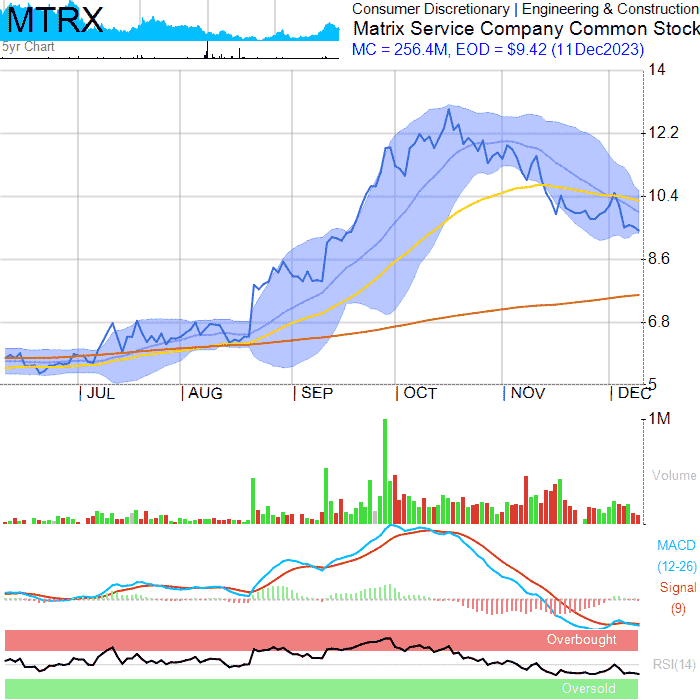 MTRX
5yr Chart
Consumer Discretionary | Engineering & Construction
Matrix Service Company Common Stock
MC = 256.4M, EOD = $9.42 (11Dec2023)
14
12.2
10.4
8.6
6.8
5
JUL AUG SEP OCT NOV DEC
1M
Volume
MACD
(12-26)
Signal
(9)
Overbought
RSI(14)
Oversold